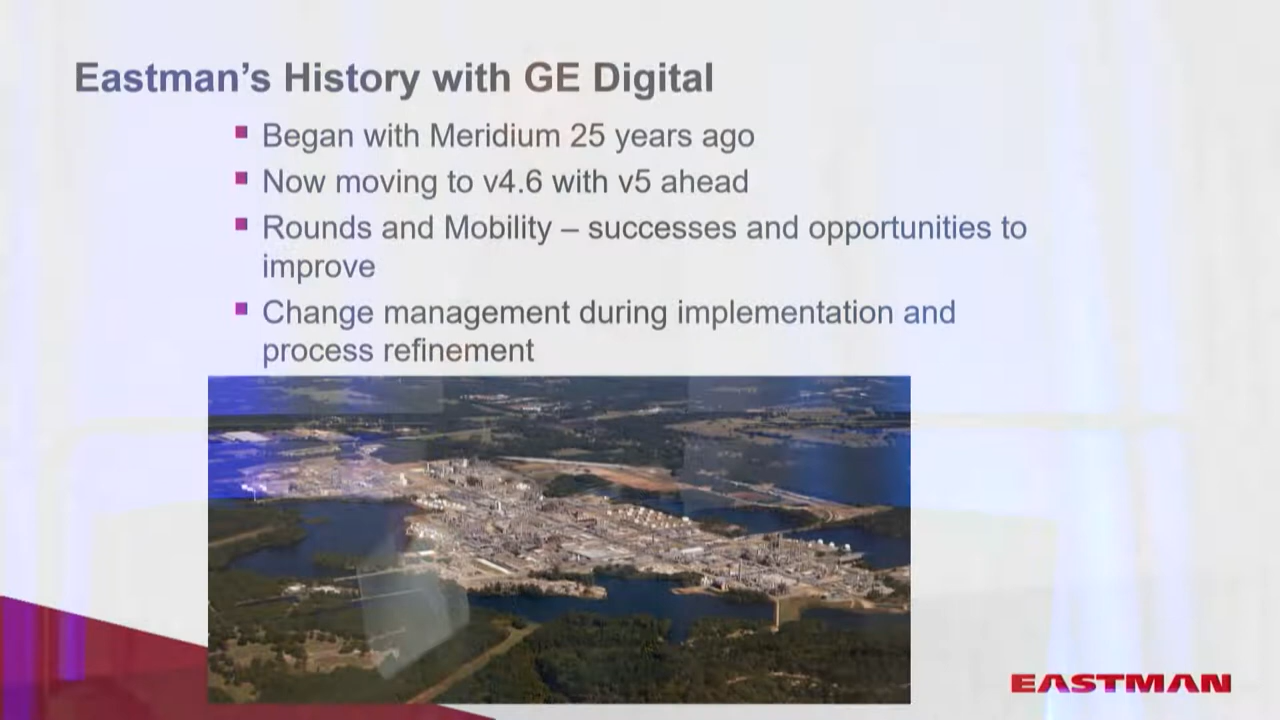 Eastman’s History with GE Digital
Began with Meridium 25 years ago
Now moving to v4.6 with v5 ahead
Rounds and Mobility – successes and opportunities to
improve
Change management during implementation and
process refinement
EASTMAN